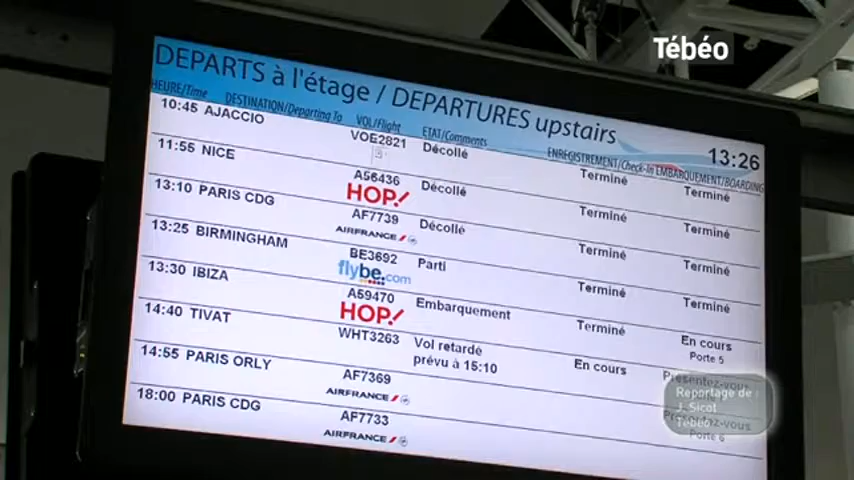 Tébéo
DEPARTS à l'étage / DEPARTURES upstairs
13:26
HEURE/Time DESTINATION/Departing To VOL/Flight ETAT/Comments ENREGISTREMENT/Check-In EMBARQUEMENT/BOARDING
10:45 AJACCIO VOE2821 Décollé Terminé Terminé
11:55 NICE A56436 Décollé Terminé Terminé
HOP!
13:10 PARIS CDG AF7739 Décollé Terminé Terminé
AIRFRANCE
13:25 BIRMINGHAM BE3692 Parti Terminé Terminé
flybe.com
13:30 IBIZA A59470 Embarquement Terminé En cours
HOP! Porte 5
14:40 TIVAT WHT3263 Vol retardé En cours Présentez-vous
prévu à 15:10
14:55 PARIS ORLY AF7369 Présentez-vous
AIRFRANCE Porte 6
18:00 PARIS CDG AF7733
AIRFRANCE
Reportage de :
J. Sicot
Tébéo